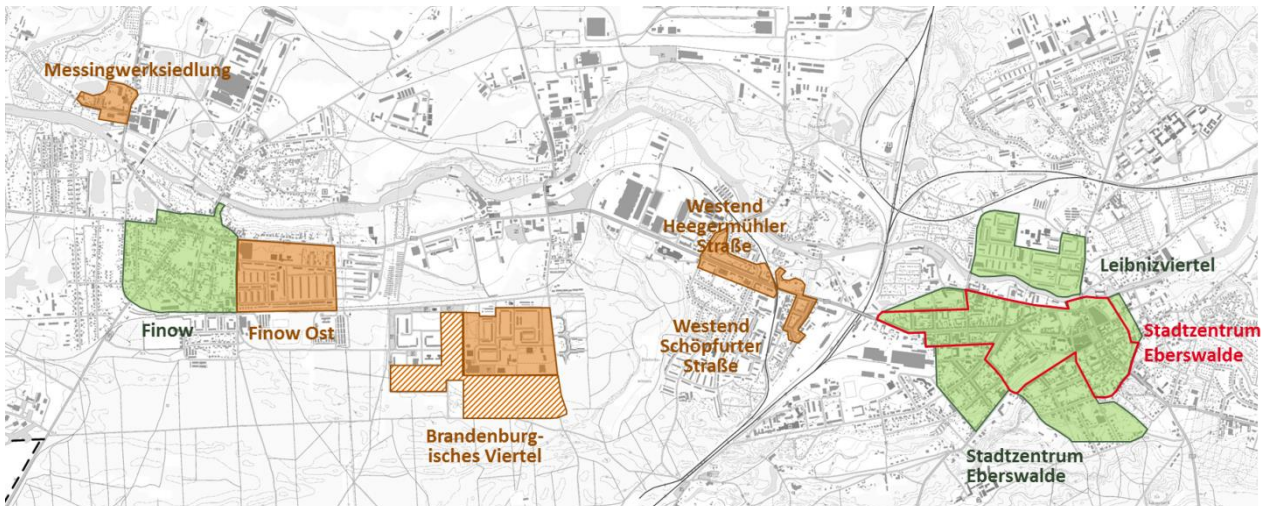 Messingwerksiedlung
Westend
Heegermühler
Straße
Leibnizviertel
Finow
Finow Ost
Westend
Schöpfurter
Straße
Stadtzentrum
Eberswalde
Brandenburg-
isches Viertel
Stadtzentrum
Eberswalde